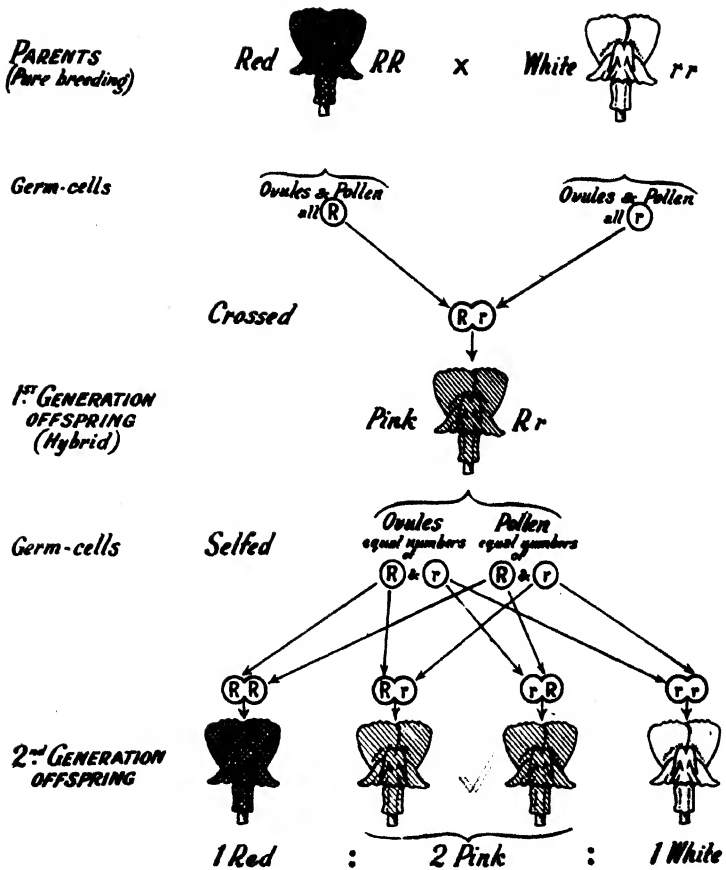 PARENTS
(Pure breeding)
Red RR x White rr
Germ-cells
Ovules & Pollen
all R
Ovules & Pollen
all r
Crossed
R r
1ST GENERATION
OFFSPRING
(Hybrid)
Pink Rr
Germ-cells
Selfed
Ovules
equal numbers
of
R & r
Pollen
equal numbers
of
R & r
R R
R r
r R
r r
2nd GENERATION
OFFSPRING
1 Red : 2 Pink : 1 White